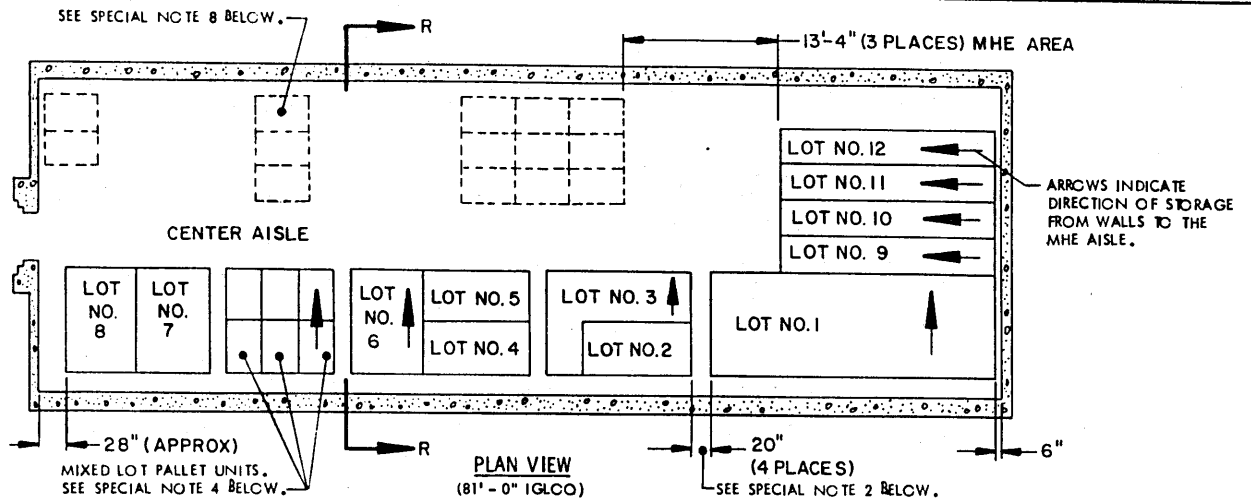 SEE SPECIAL NOTE 8 BELOW.
R
13'-4" (3 PLACES) MHE AREA
LOT NO. 12
LOT NO. 11
LOT NO. 10
LOT NO. 9
ARROWS INDICATE
DIRECTION OF STORAGE
FROM WALLS TO THE
MHE AISLE.
CENTER AISLE
LOT
NO.
8
LOT
NO.
7
LOT
NO.
6
LOT NO. 5
LOT NO. 4
LOT NO. 3
LOT NO. 2
LOT NO. 1
28" (APPROX)
MIXED LOT PALLET UNITS.
SEE SPECIAL NOTE 4 BELOW.
R
PLAN VIEW
(81'-0" IGLOO)
20"
(4 PLACES)
SEE SPECIAL NOTE 2 BELOW.
6"